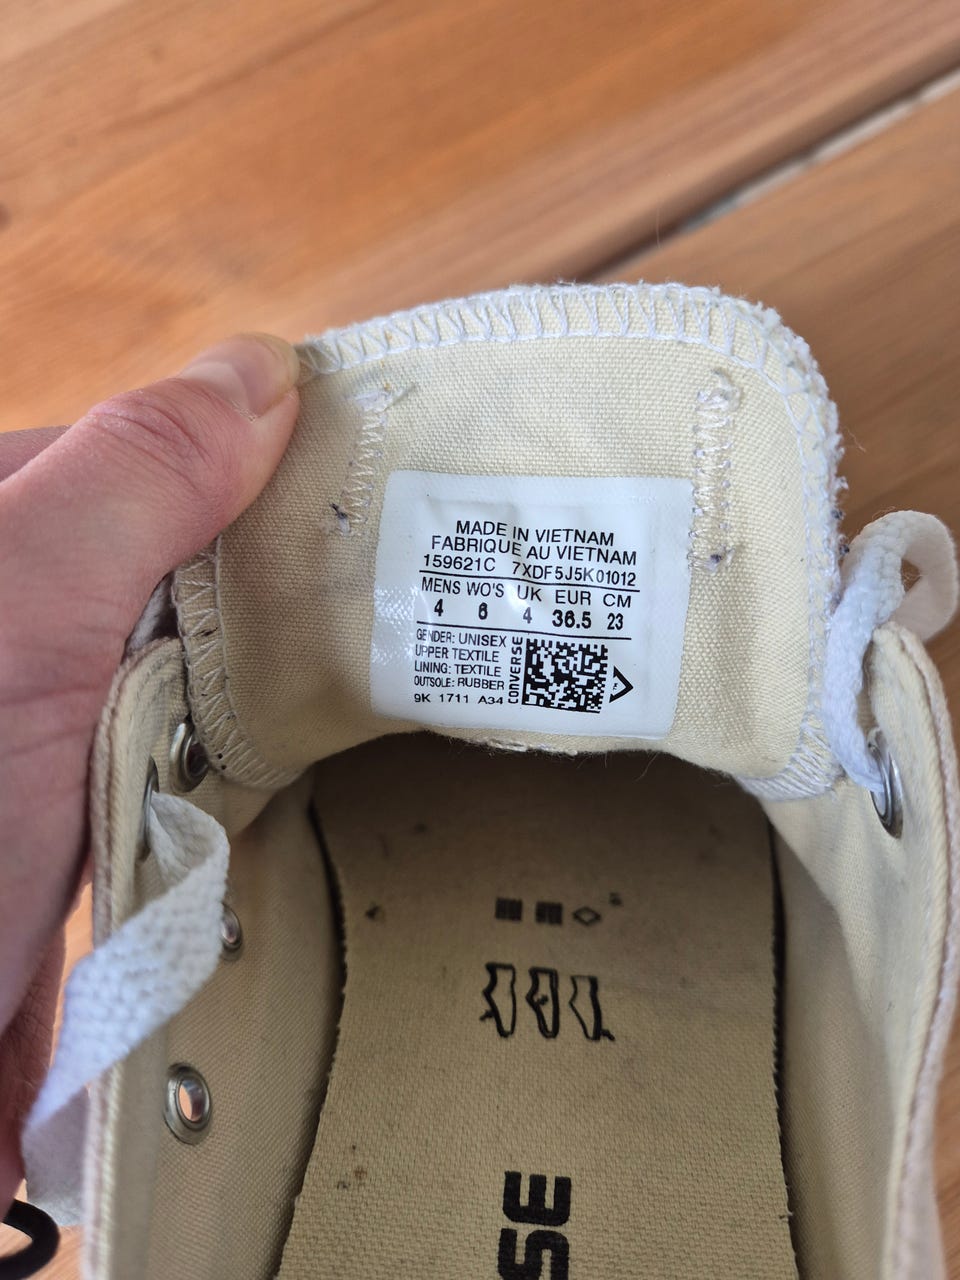 MADE IN VIETNAM
FABRIQUE AU VIETNAM
159621C 7XDF5J5K01012
MENS WO'S UK EUR CM
4 6 4 36.5 23
GENDER: UNISEX
UPPER TEXTILE
LINING: TEXTILE
OUTSOLE: RUBBER
9K 1711 A34
CONVERSE
SE